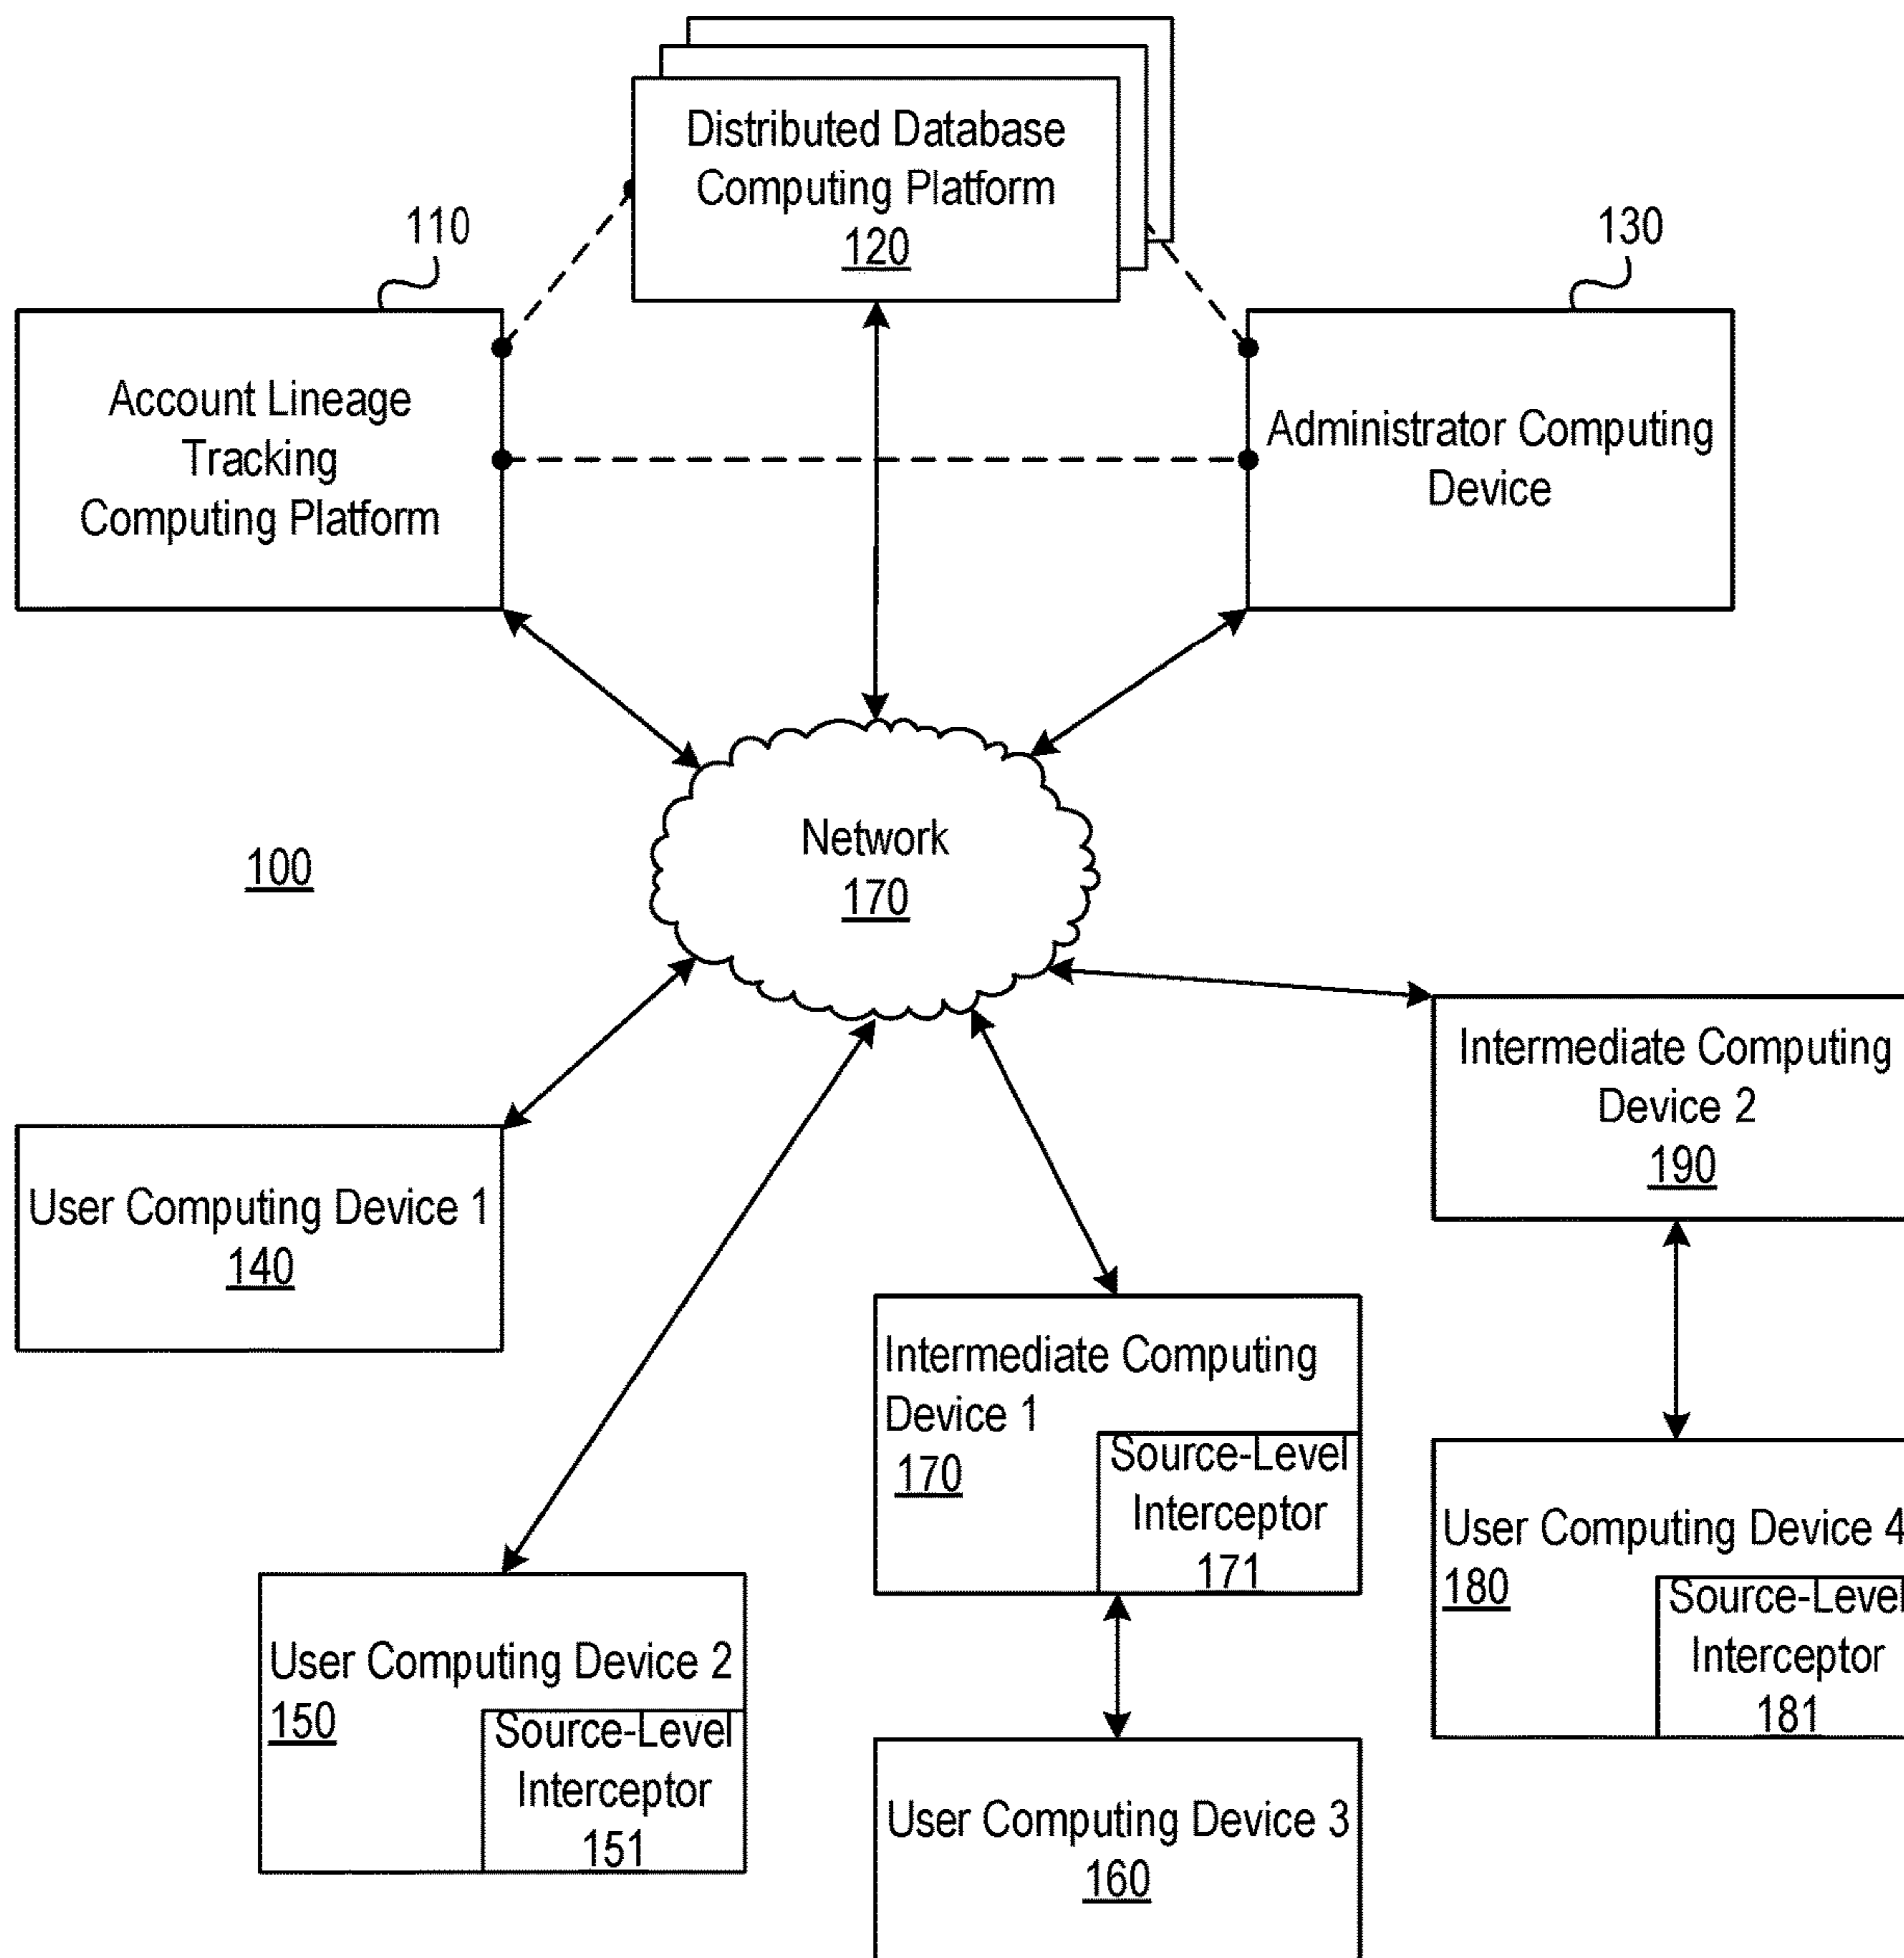 Distributed Database
Computing Platform
120
110
130
Account Lineage
Tracking
Computing Platform
Administrator Computing
Device
Network
170
100
Intermediate Computing
Device 2
190
User Computing Device 1
140
Intermediate Computing
Device 1
170
Source-Level
Interceptor
171
User Computing Device 4
180
Source-Level
Interceptor
181
User Computing Device 2
150
Source-Level
Interceptor
151
User Computing Device 3
160